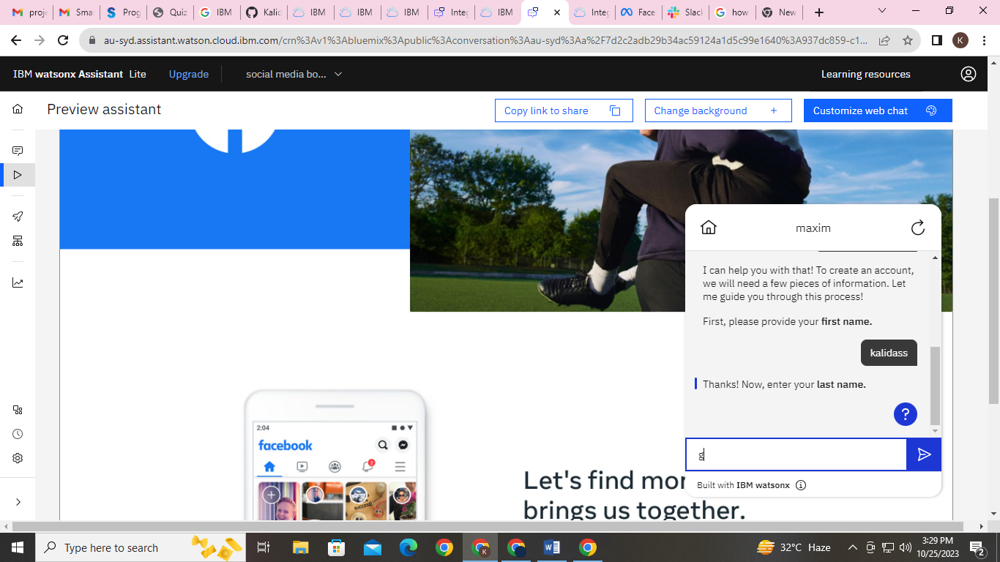 proje
Sma
Prog
Quiz
IBM
Kalid
IBM
IBM
IBM
Integ
IBM
Integ
Face
Slack
how
New
au-syd.assistant.watson.cloud.ibm.com/crn%3Av1%3Abluemix%3Apublic%3Aconversation%3Aau-syd%3Aa%2F7d2c2adb29b34ac59124a1d5c99e1640%3A937dc859-c1...
K
IBM watsonx Assistant Lite
Upgrade
social media bo...
Learning resources
Preview assistant
Copy link to share
Change background
Customize web chat
maxim
I can help you with that! To create an account,
we will need a few pieces of information. Let
me guide you through this process!
First, please provide your first name.
kalidass
Thanks! Now, enter your last name.
?
g
Built with IBM watsonx
2:04
facebook
2
SUCCESS!
Let's find mor
brings us together.
Type here to search
K
W
32°C Haze
3:29 PM
10/25/2023
2